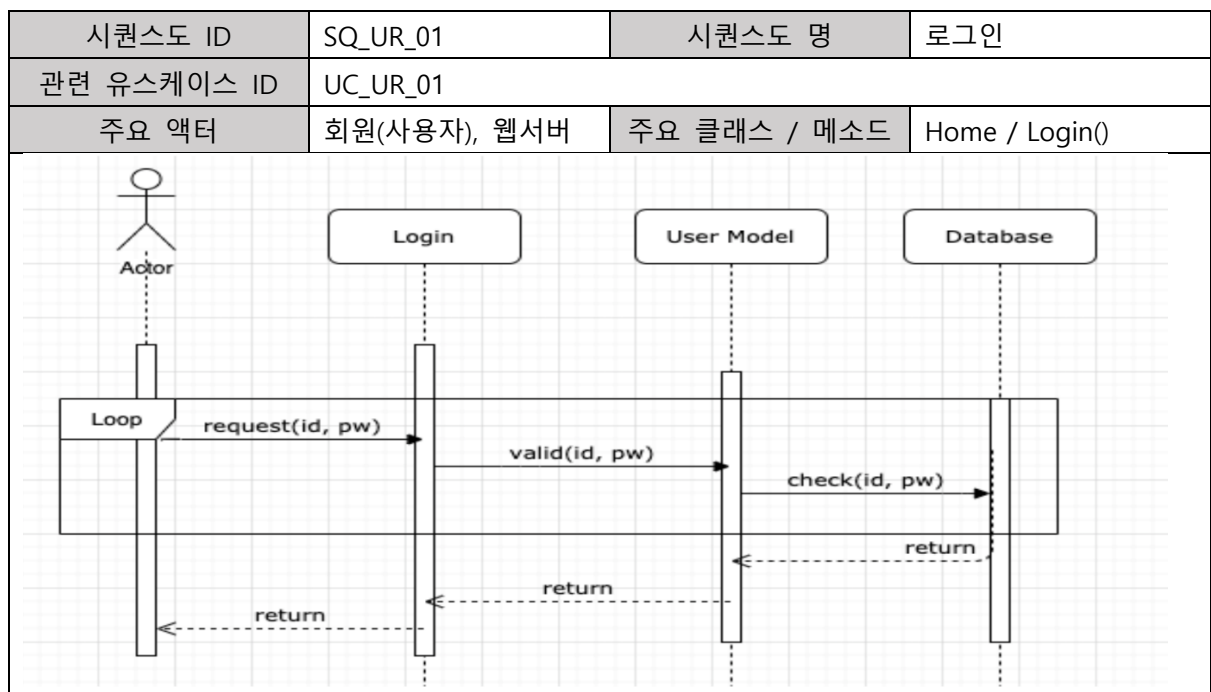 시퀀스도 ID SQ_UR_01 시퀀스도 명 로그인
관련 유스케이스 ID UC_UR_01
주요 액터 회원(사용자), 웹서버 주요 클래스 / 메소드 Home / Login()
Login User Model Database
Actor
Loop
request(id, pw)
valid(id, pw)
check(id, pw)
return
return
return